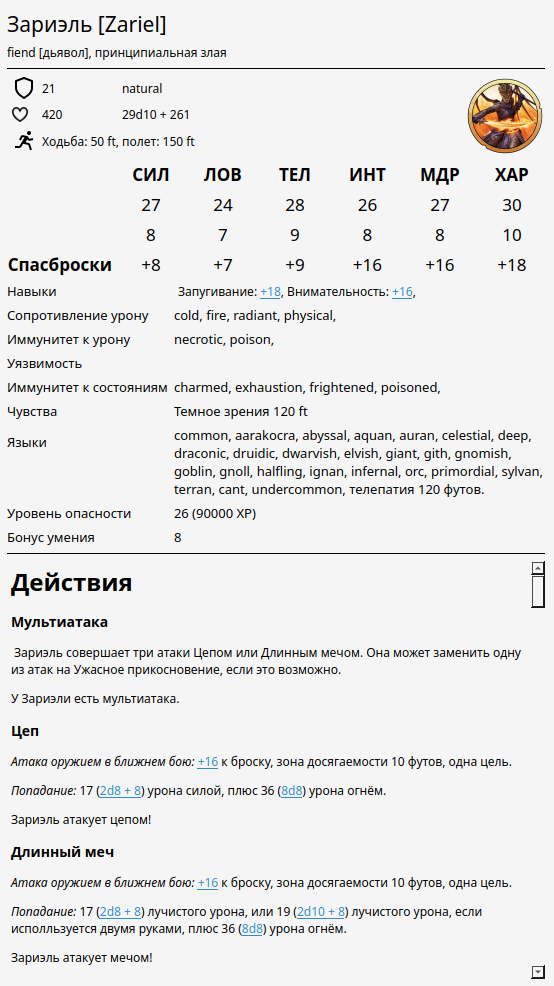 Зариэль [Zariel]
fiend [дьявол], принципиальная злая
21 natural
420 29d10 + 261
Ходьба: 50 ft, полет: 150 ft
СИЛ ЛОВ ТЕЛ ИНТ МДР ХАР
27 24 28 26 27 30
8 7 9 8 8 10
Спасброски +8 +7 +9 +16 +16 +18
Навыки Запугивание: +18, Внимательность: +16,
Сопротивление урону cold, fire, radiant, physical,
Иммунитет к урону necrotic, poison,
Уязвимость
Иммунитет к состояниям charmed, exhaustion, frightened, poisoned,
Чувства Темное зрения 120 ft
Языки common, aarakocra, abyssal, aquan, auran, celestial, deep,
draconic, druidic, dwarvish, elvish, giant, gith, gnomish,
goblin, gnoll, halfling, ignan, infernal, orc, primordial, sylvan,
terran, cant, undercommon, телепатия 120 футов.
Уровень опасности 26 (90000 XP)
Бонус умения 8
Действия
Мультиатака
Зариэль совершает три атаки Цепом или Длинным мечом. Она может заменить одну
из атак на Ужасное прикосновение, если это возможно.
У Зариэли есть мультиатака.
Цеп
Атака оружием в ближнем бою: +16 к броску, зона досягаемости 10 футов, одна цель.
Попадание: 17 (2d8 + 8) урона силой, плюс 36 (8d8) урона огнём.
Зариэль атакует цепом!
Длинный меч
Атака оружием в ближнем бою: +16 к броску, зона досягаемости 10 футов, одна цель.
Попадание: 17 (2d8 + 8) лучистого урона, или 19 (2d10 + 8) лучистого урона, если
исполльзуется двумя руками, плюс 36 (8d8) урона огнём.
Зариэль атакует мечом!